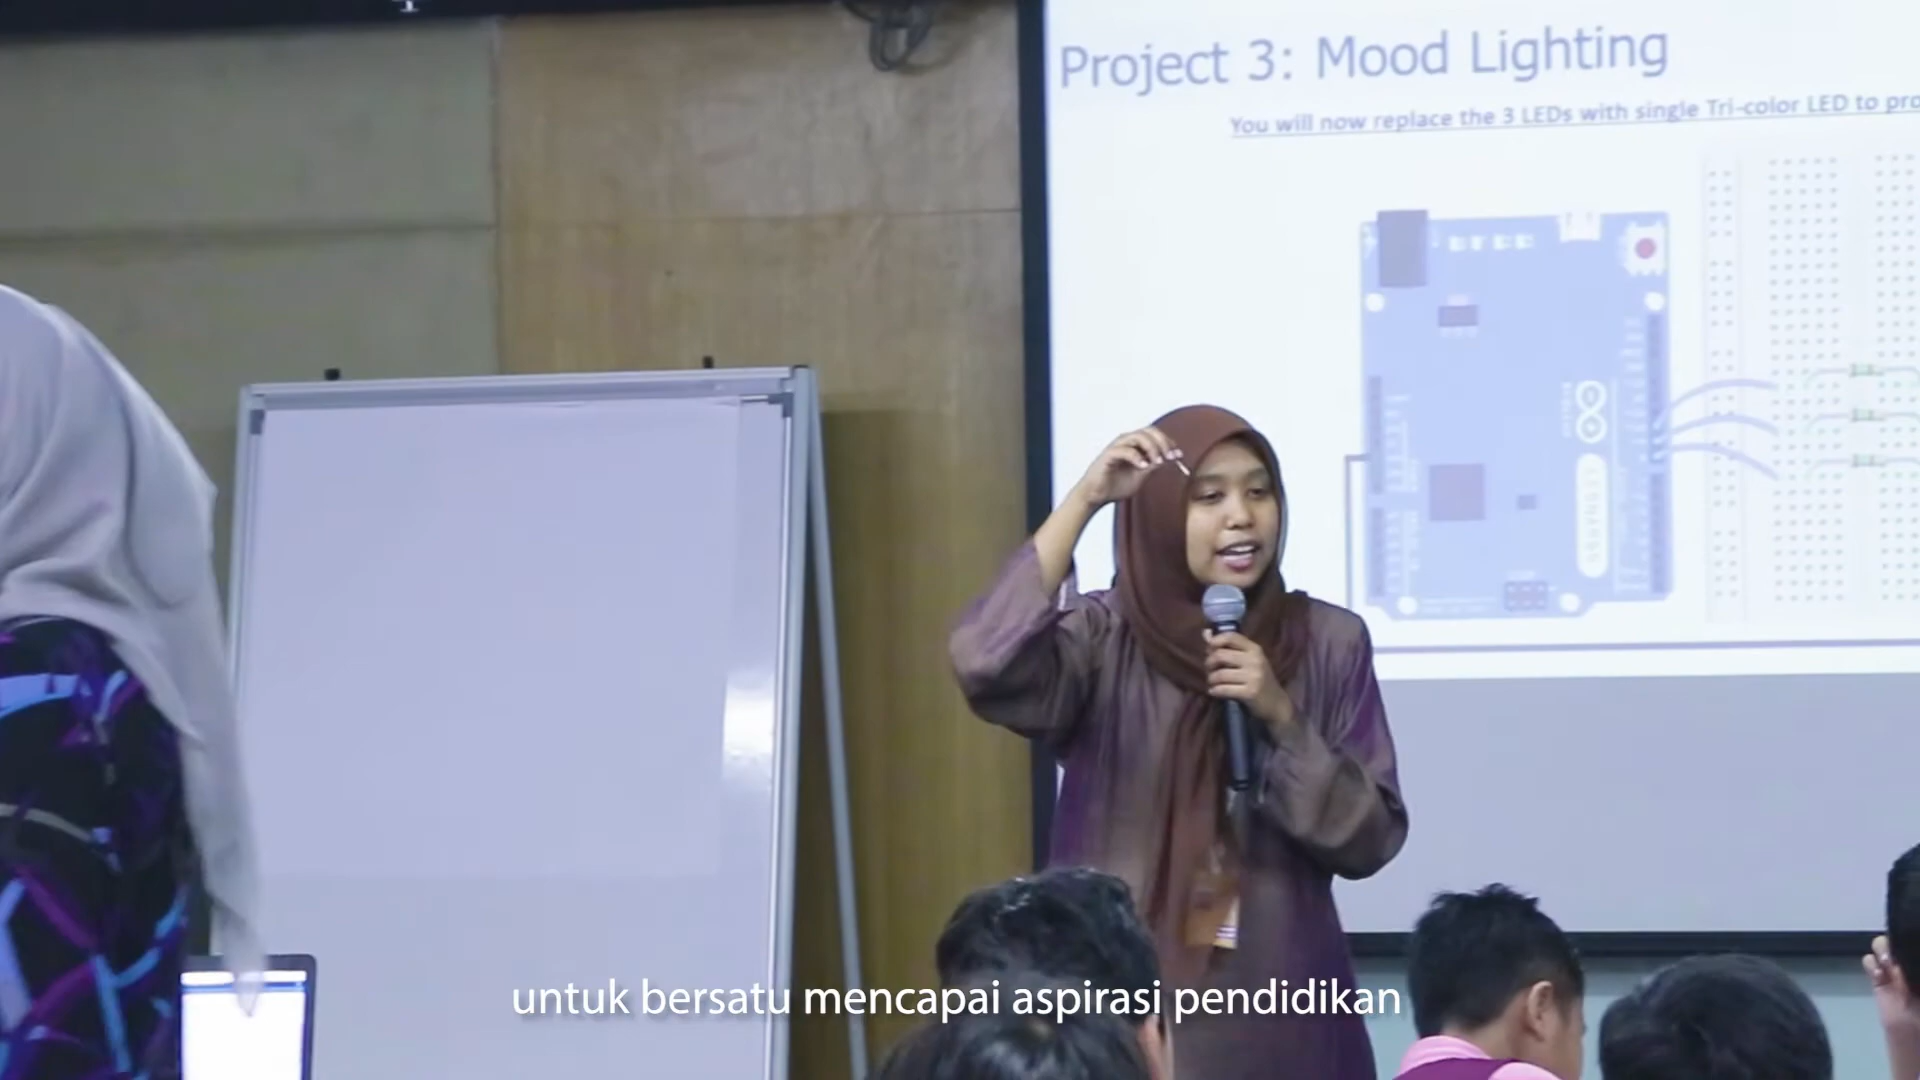 Project 3: Mood Lighting
You will now replace the 3 LEDs with single Tri-color LED to pro
untuk bersatu mencapai aspirasi pendidikan